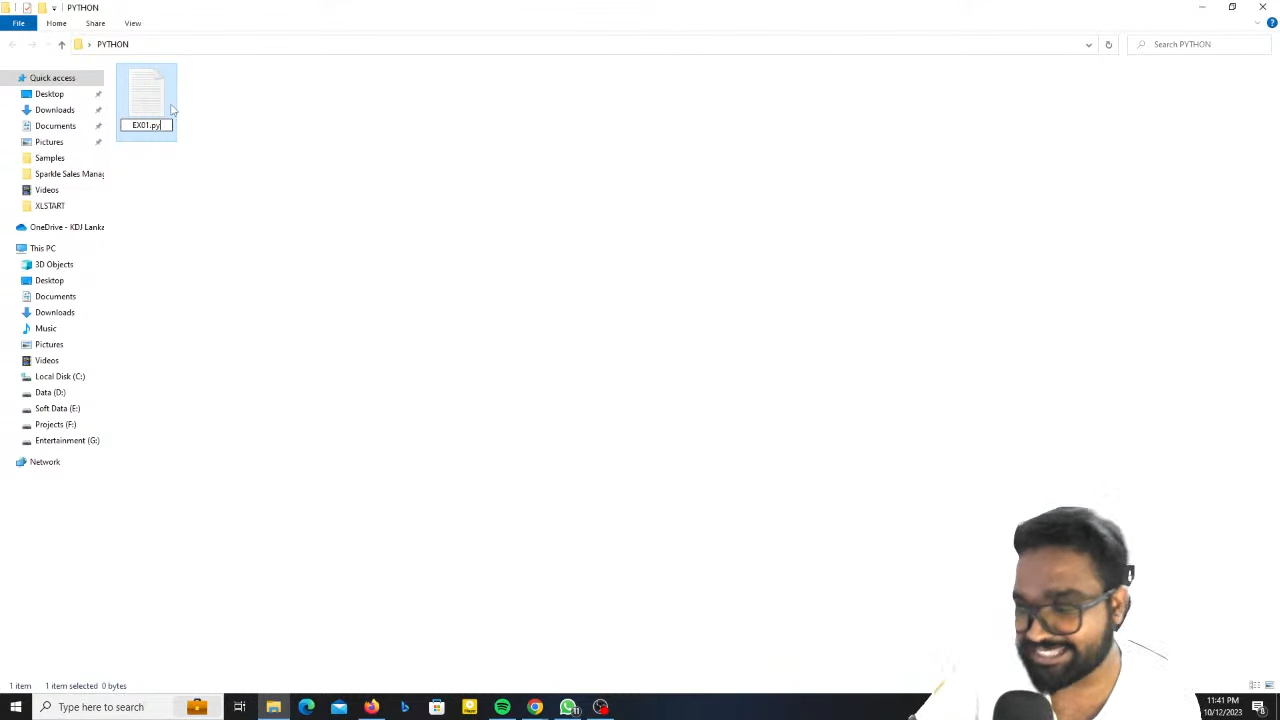 PYTHON
File Home Share View
PYTHON
Search PYTHON
Quick access
Desktop
Downloads
Documents
Pictures
Samples
Sparkle Sales Manag
Videos
XLSTART
OneDrive - KDJ Lanka
This PC
3D Objects
Desktop
Documents
Downloads
Music
Pictures
Videos
Local Disk (C:)
Data (D:)
Soft Data (E:)
Projects (F:)
Entertainment (G:)
Network
EX01.py
1 item 1 item selected 0 bytes
Type here to search
11:41 PM
10/12/2023